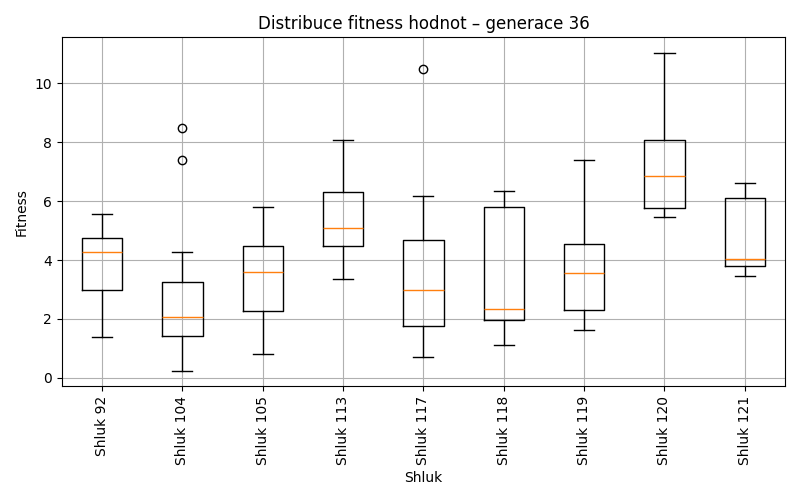 Distribuce fitness hodnot – generace 36
Fitness
10
8
6
4
2
0
Shluk 92
Shluk 104
Shluk 105
Shluk 113
Shluk 117
Shluk 118
Shluk 119
Shluk 120
Shluk 121
Shluk